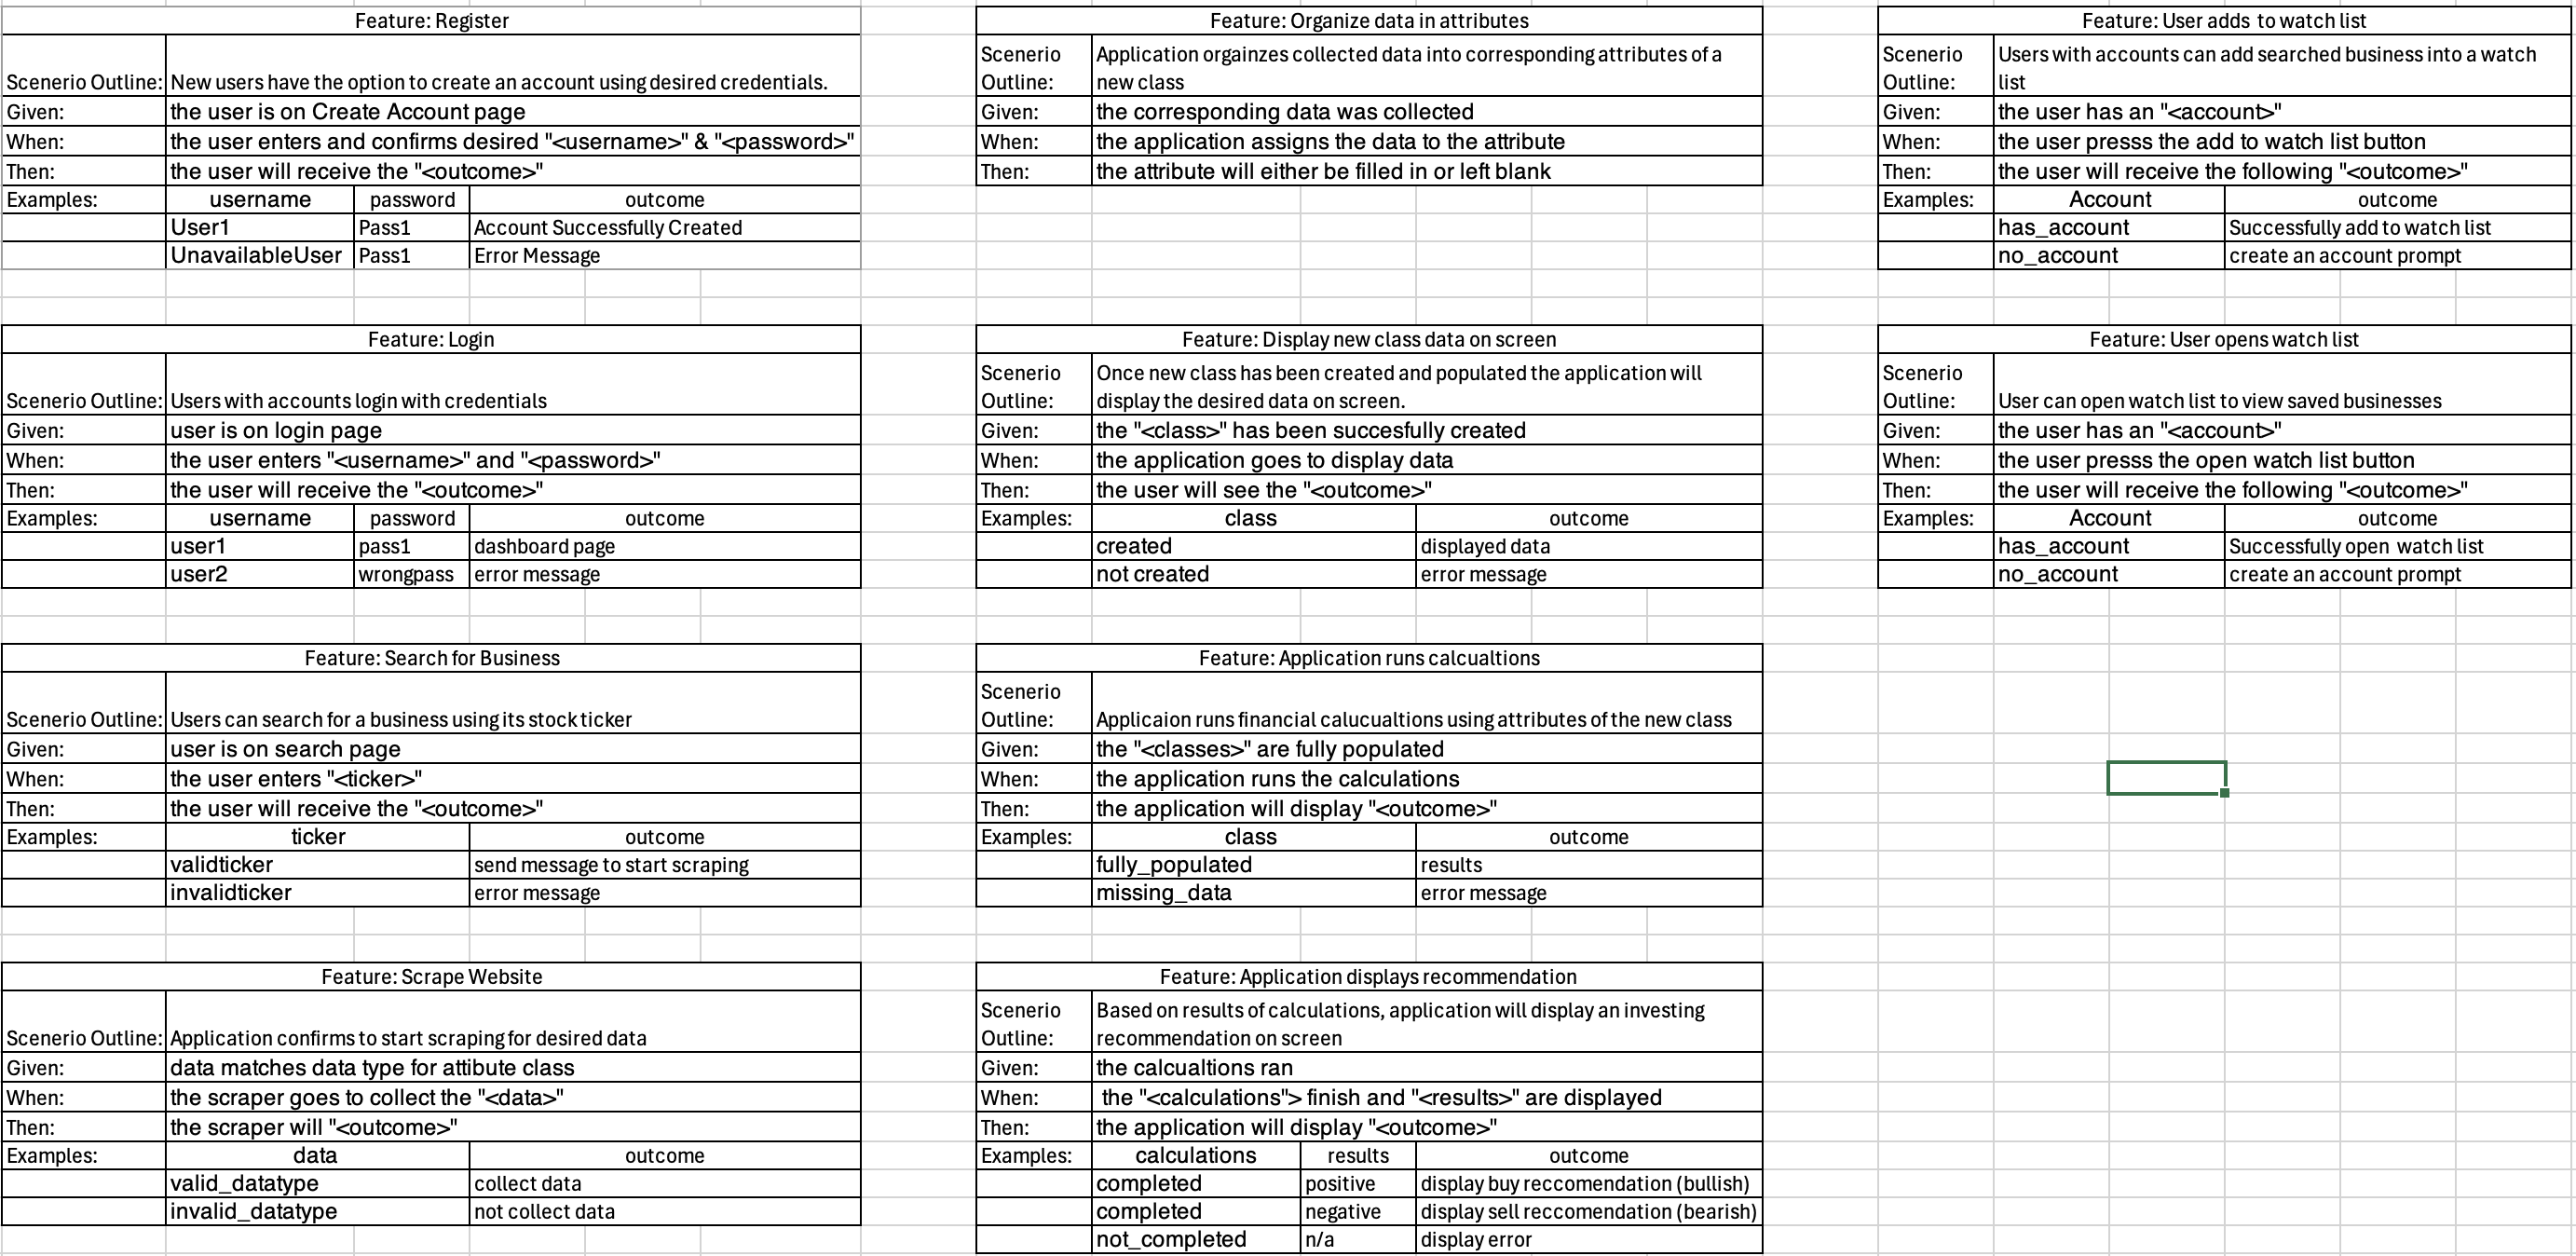 Feature: Register
Scenerio Outline: New users have the option to create an account using desired credentials.
Given: the user is on Create Account page
When: the user enters and confirms desired "<username>" & "<password>"
Then: the user will receive the "<outcome>"
Examples: username password outcome
User1 Pass1 Account Successfully Created
UnavailableUser Pass1 Error Message
Feature: Login
Scenerio Outline: Users with accounts login with credentials
Given: user is on login page
When: the user enters "<username>" and "<password>"
Then: the user will receive the "<outcome>"
Examples: username password outcome
user1 pass1 dashboard page
user2 wrongpass error message
Feature: Search for Business
Scenerio Outline: Users can search for a business using its stock ticker
Given: user is on search page
When: the user enters "<ticker>"
Then: the user will receive the "<outcome>"
Examples: ticker outcome
validticker send message to start scraping
invalidticker error message
Feature: Scrape Website
Scenerio Outline: Application confirms to start scraping for desired data
Given: data matches data type for attibute class
When: the scraper goes to collect the "<data>"
Then: the scraper will "<outcome>"
Examples: data outcome
valid_datatype collect data
invalid_datatype not collect data
Feature: Organize data in attributes
Scenerio Application orgainzes collected data into corresponding attributes of a
Outline: new class
Given: the corresponding data was collected
When: the application assigns the data to the attribute
Then: the attribute will either be filled in or left blank
Feature: Display new class data on screen
Scenerio Once new class has been created and populated the application will
Outline: display the desired data on screen.
Given: the "<class>" has been succesfully created
When: the application goes to display data
Then: the user will see the "<outcome>"
Examples: class outcome
created displayed data
not created error message
Feature: Application runs calcualtions
Scenerio
Outline: Applicaion runs financial calucualtions using attributes of the new class
Given: the "<classes>" are fully populated
When: the application runs the calculations
Then: the application will display "<outcome>"
Examples: class outcome
fully_populated results
missing_data error message
Feature: Application displays recommendation
Scenerio Based on results of calculations, application will display an investing
Outline: recommendation on screen
Given: the calcualtions ran
When: the "<calculations"> finish and "<results>" are displayed
Then: the application will display "<outcome>"
Examples: calculations results outcome
completed positive display buy reccomendation (bullish)
completed negative display sell reccomendation (bearish)
not_completed n/a display error
Feature: User adds to watch list
Scenerio Users with accounts can add searched business into a watch
Outline: list
Given: the user has an "<account>"
When: the user presss the add to watch list button
Then: the user will receive the following "<outcome>"
Examples: Account outcome
has_account Successfully add to watch list
no_account create an account prompt
Feature: User opens watch list
Scenerio
Outline: User can open watch list to view saved businesses
Given: the user has an "<account>"
When: the user presss the open watch list button
Then: the user will receive the following "<outcome>"
Examples: Account outcome
has_account Successfully open watch list
no_account create an account prompt